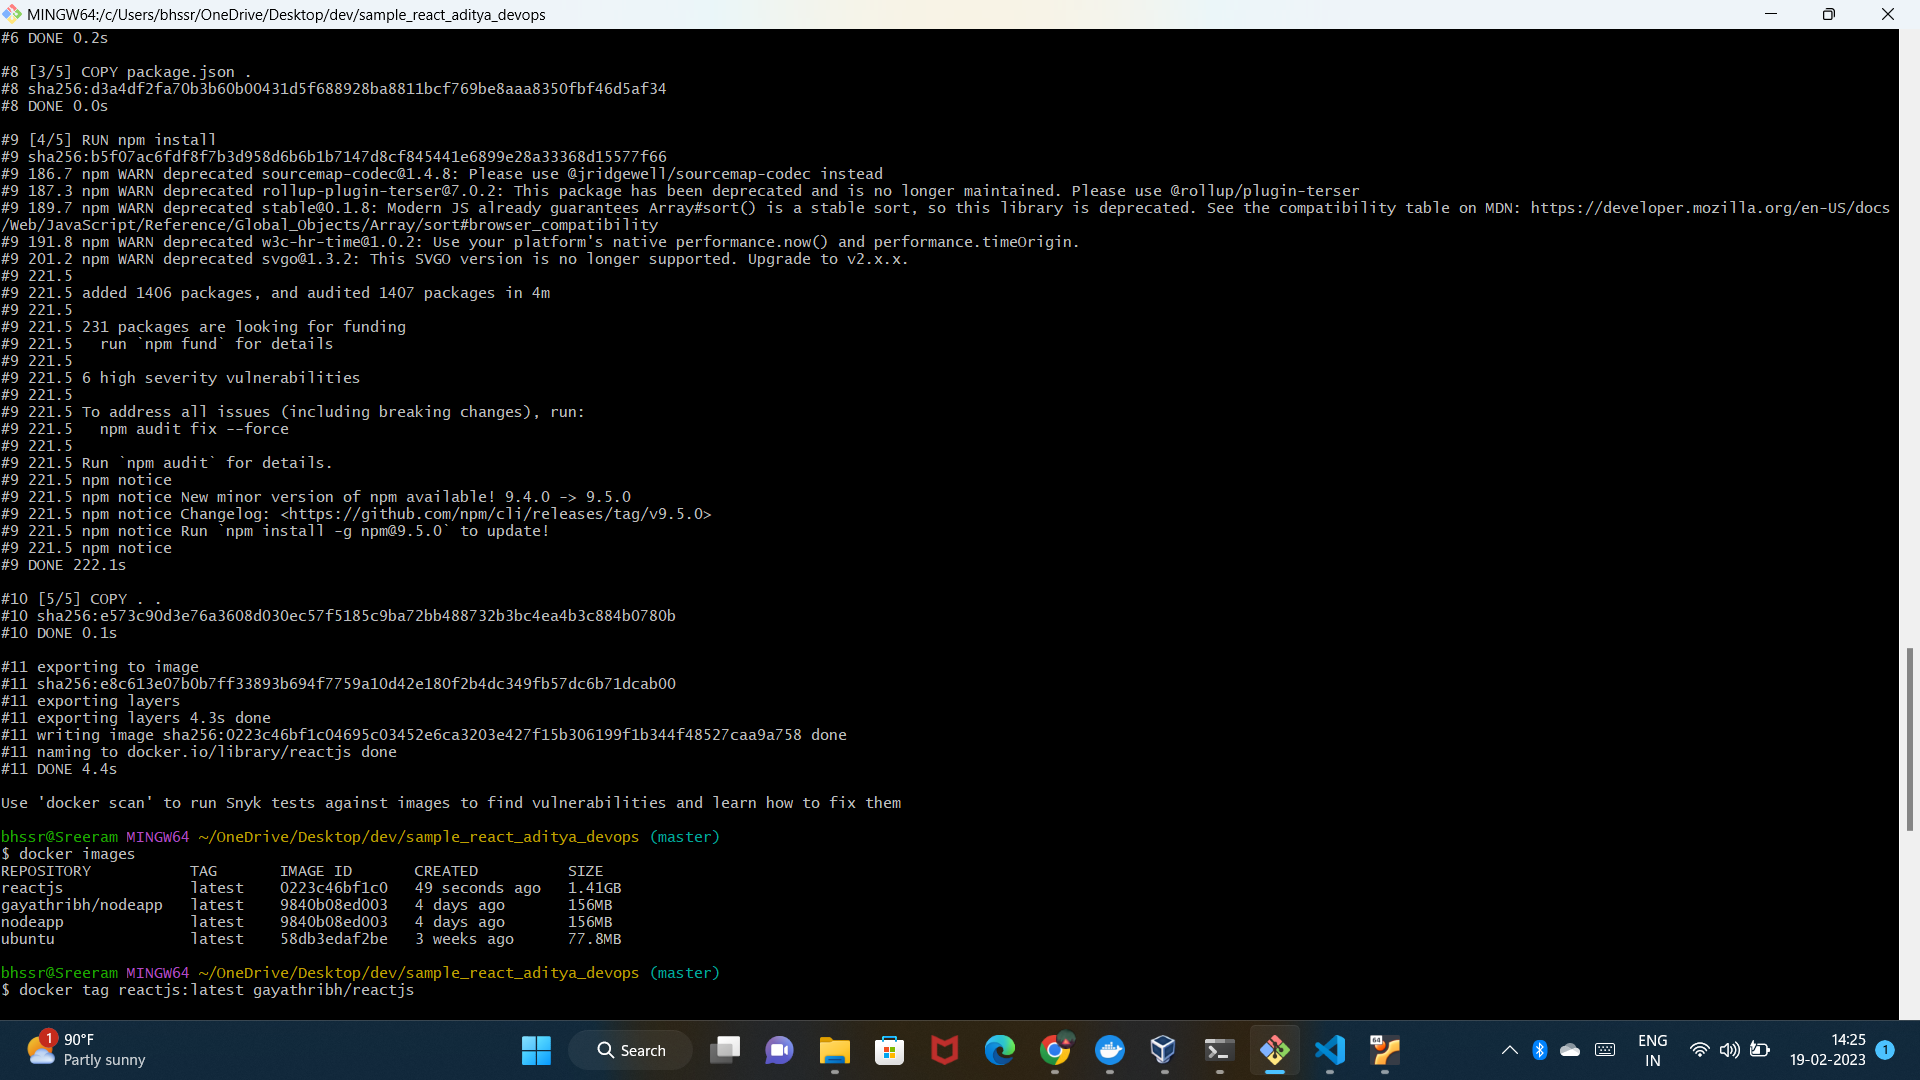 MINGW64:/c/Users/bhssr/OneDrive/Desktop/dev/sample_react_aditya_devops
#6 DONE 0.2s
#8 [3/5] COPY package.json .
#8 sha256:d3a4df2fa70b3b60b00431d5f688928ba8811bcf769be8aaa8350fbf46d5af34
#8 DONE 0.0s
#9 [4/5] RUN npm install
#9 sha256:b5f07ac6fdf8f7b3d958d6b6b1b7147d8cf845441e6899e28a33368d15577f66
#9 186.7 npm WARN deprecated sourcemap-codec@1.4.8: Please use @jridgewell/sourcemap-codec instead
#9 187.3 npm WARN deprecated rollup-plugin-terser@7.0.2: This package has been deprecated and is no longer maintained. Please use @rollup/plugin-terser
#9 189.7 npm WARN deprecated stable@0.1.8: Modern JS already guarantees Array#sort() is a stable sort, so this library is deprecated. See the compatibility table on MDN: https://developer.mozilla.org/en-US/docs
/Web/JavaScript/Reference/Global_Objects/Array/sort#browser_compatibility
#9 191.8 npm WARN deprecated w3c-hr-time@1.0.2: Use your platform's native performance.now() and performance.timeOrigin.
#9 201.2 npm WARN deprecated svgo@1.3.2: This SVGO version is no longer supported. Upgrade to v2.x.x.
#9 221.5
#9 221.5 added 1406 packages, and audited 1407 packages in 4m
#9 221.5
#9 221.5 231 packages are looking for funding
#9 221.5   run `npm fund` for details
#9 221.5
#9 221.5 6 high severity vulnerabilities
#9 221.5
#9 221.5 To address all issues (including breaking changes), run:
#9 221.5   npm audit fix --force
#9 221.5
#9 221.5 Run `npm audit` for details.
#9 221.5 npm notice
#9 221.5 npm notice New minor version of npm available! 9.4.0 -> 9.5.0
#9 221.5 npm notice Changelog: <https://github.com/npm/cli/releases/tag/v9.5.0>
#9 221.5 npm notice Run `npm install -g npm@9.5.0` to update!
#9 221.5 npm notice
#9 DONE 222.1s
#10 [5/5] COPY . .
#10 sha256:e573c90d3e76a3608d030ec57f5185c9ba72bb488732b3bc4ea4b3c884b0780b
#10 DONE 0.1s
#11 exporting to image
#11 sha256:e8c613e07b0b7ff33893b694f7759a10d42e180f2b4dc349fb57dc6b71dcab00
#11 exporting layers
#11 exporting layers 4.3s done
#11 writing image sha256:0223c46bf1c04695c03452e6ca3203e427f15b306199f1b344f48527caa9a758 done
#11 naming to docker.io/library/reactjs done
#11 DONE 4.4s
Use 'docker scan' to run Snyk tests against images to find vulnerabilities and learn how to fix them
bhssr@Sreeram MINGW64 ~/OneDrive/Desktop/dev/sample_react_aditya_devops (master)
$ docker images
REPOSITORY           TAG       IMAGE ID       CREATED          SIZE
reactjs              latest    0223c46bf1c0   49 seconds ago   1.41GB
gayathribh/nodeapp   latest    9840b08ed003   4 days ago       156MB
nodeapp              latest    9840b08ed003   4 days ago       156MB
ubuntu               latest    58db3edaf2be   3 weeks ago      77.8MB
bhssr@Sreeram MINGW64 ~/OneDrive/Desktop/dev/sample_react_aditya_devops (master)
$ docker tag reactjs:latest gayathribh/reactjs
1 90°F
Partly sunny
Search
64
ENG
IN
14:25
19-02-2023
1